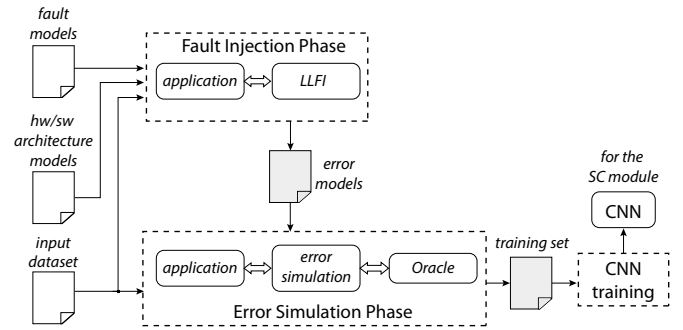 fault
models
Fault Injection Phase
application
LLFI
hw/sw
architecture
models
error
models
for the
SC module
CNN
input
dataset
application
error
simulation
Oracle
training set
CNN
training
Error Simulation Phase